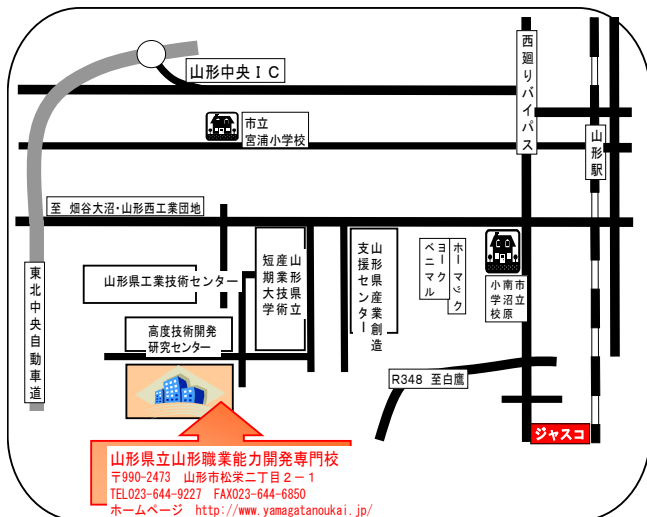 山形中央ＩＣ
西廻りバイパス
市立
宮浦小学校
山形駅
至 畑谷大沼・山形西工業団地
東北中央自動車道
山形県工業技術センター
山形県立
産業技術
短期大学
山形県産業創造
支援センター
ホーマック
ヨーク
ベニマル
市立
南沼原
小学校
高度技術開発
研究センター
R348 至白鷹
ジャスコ
山形県立山形職業能力開発専門校
〒990-2473 山形市松栄二丁目２－１
TEL023-644-9227 FAX023-644-6850
ホームページ http://www.yamagatanoukai.jp/